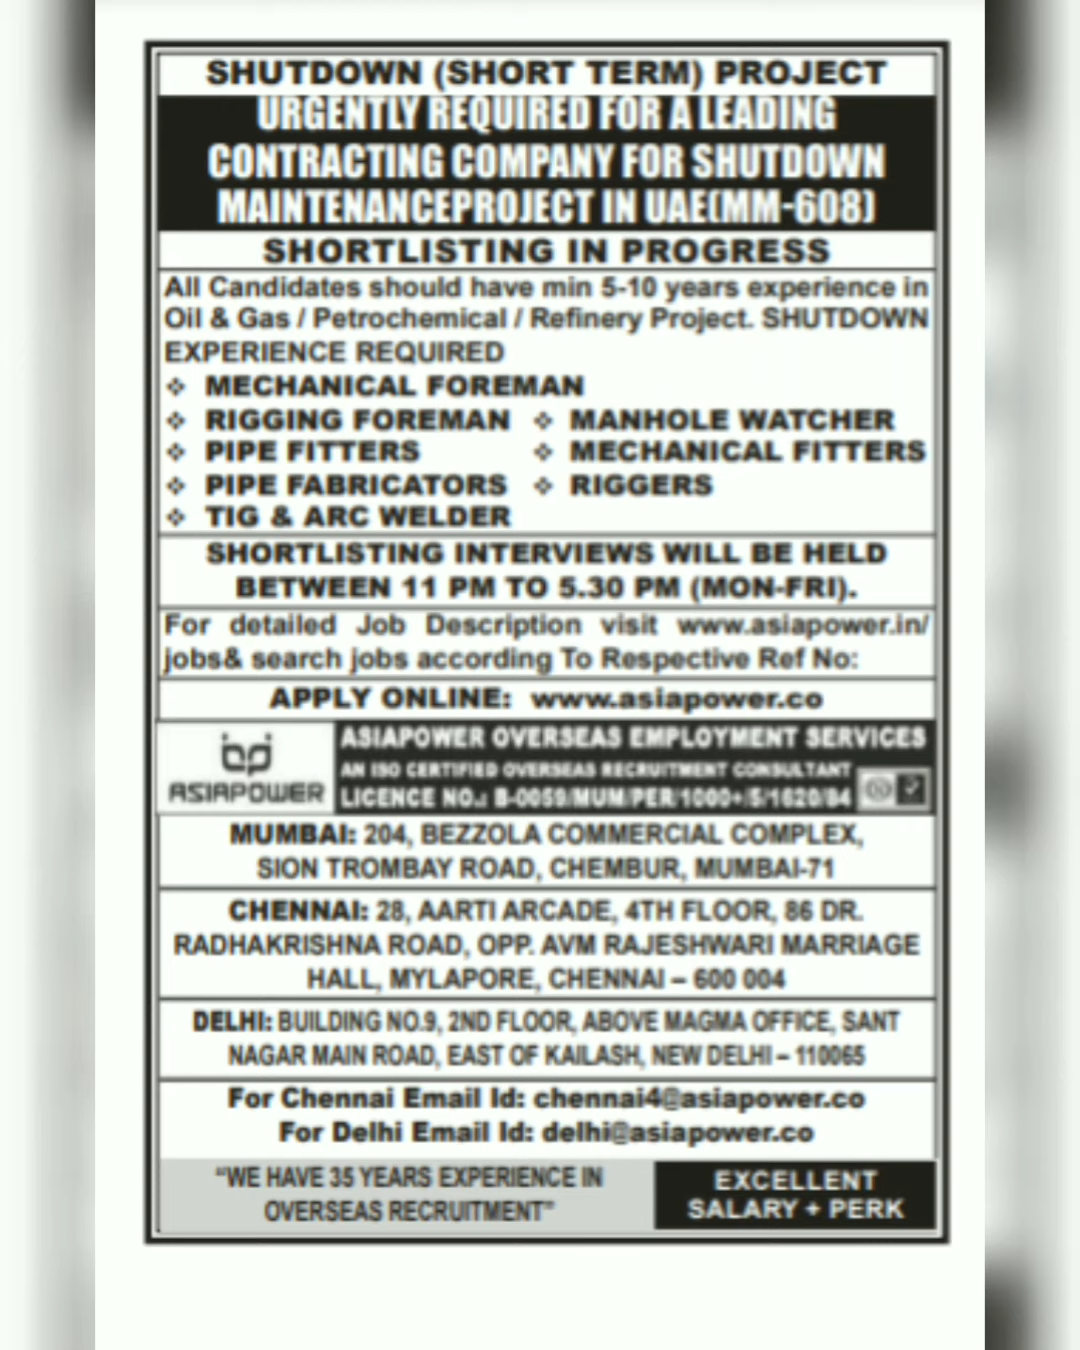 SHUTDOWN (SHORT TERM) PROJECT
URGENTLY REQUIRED FOR A LEADING
CONTRACTING COMPANY FOR SHUTDOWN
MAINTENANCEPROJECT IN UAE(MM-608)
SHORTLISTING IN PROGRESS
All Candidates should have min 5-10 years experience in
Oil & Gas / Petrochemical / Refinery Project. SHUTDOWN
EXPERIENCE REQUIRED
❖ MECHANICAL FOREMAN
❖ RIGGING FOREMAN ❖ MANHOLE WATCHER
❖ PIPE FITTERS ❖ MECHANICAL FITTERS
❖ PIPE FABRICATORS ❖ RIGGERS
❖ TIG & ARC WELDER
SHORTLISTING INTERVIEWS WILL BE HELD
BETWEEN 11 PM TO 5.30 PM (MON-FRI).
For detailed Job Description visit www.asiapower.in/
jobs& search jobs according To Respective Ref No:
APPLY ONLINE: www.asiapower.co
ASIAPOWER
ASIAPOWER OVERSEAS EMPLOYMENT SERVICES
AN ISO CERTIFIED OVERSEAS RECRUITMENT CONSULTANT
LICENCE NO.: B-0059/MUM/PER/1000+/5/1620/84
MUMBAI: 204, BEZZOLA COMMERCIAL COMPLEX,
SION TROMBAY ROAD, CHEMBUR, MUMBAI-71
CHENNAI: 28, AARTI ARCADE, 4TH FLOOR, 86 DR.
RADHAKRISHNA ROAD, OPP. AVM RAJESHWARI MARRIAGE
HALL, MYLAPORE, CHENNAI – 600 004
DELHI: BUILDING NO.9, 2ND FLOOR, ABOVE MAGMA OFFICE, SANT
NAGAR MAIN ROAD, EAST OF KAILASH, NEW DELHI – 110065
For Chennai Email Id: chennai4@asiapower.co
For Delhi Email Id: delhi@asiapower.co
“WE HAVE 35 YEARS EXPERIENCE IN
OVERSEAS RECRUITMENT”
EXCELLENT
SALARY + PERK